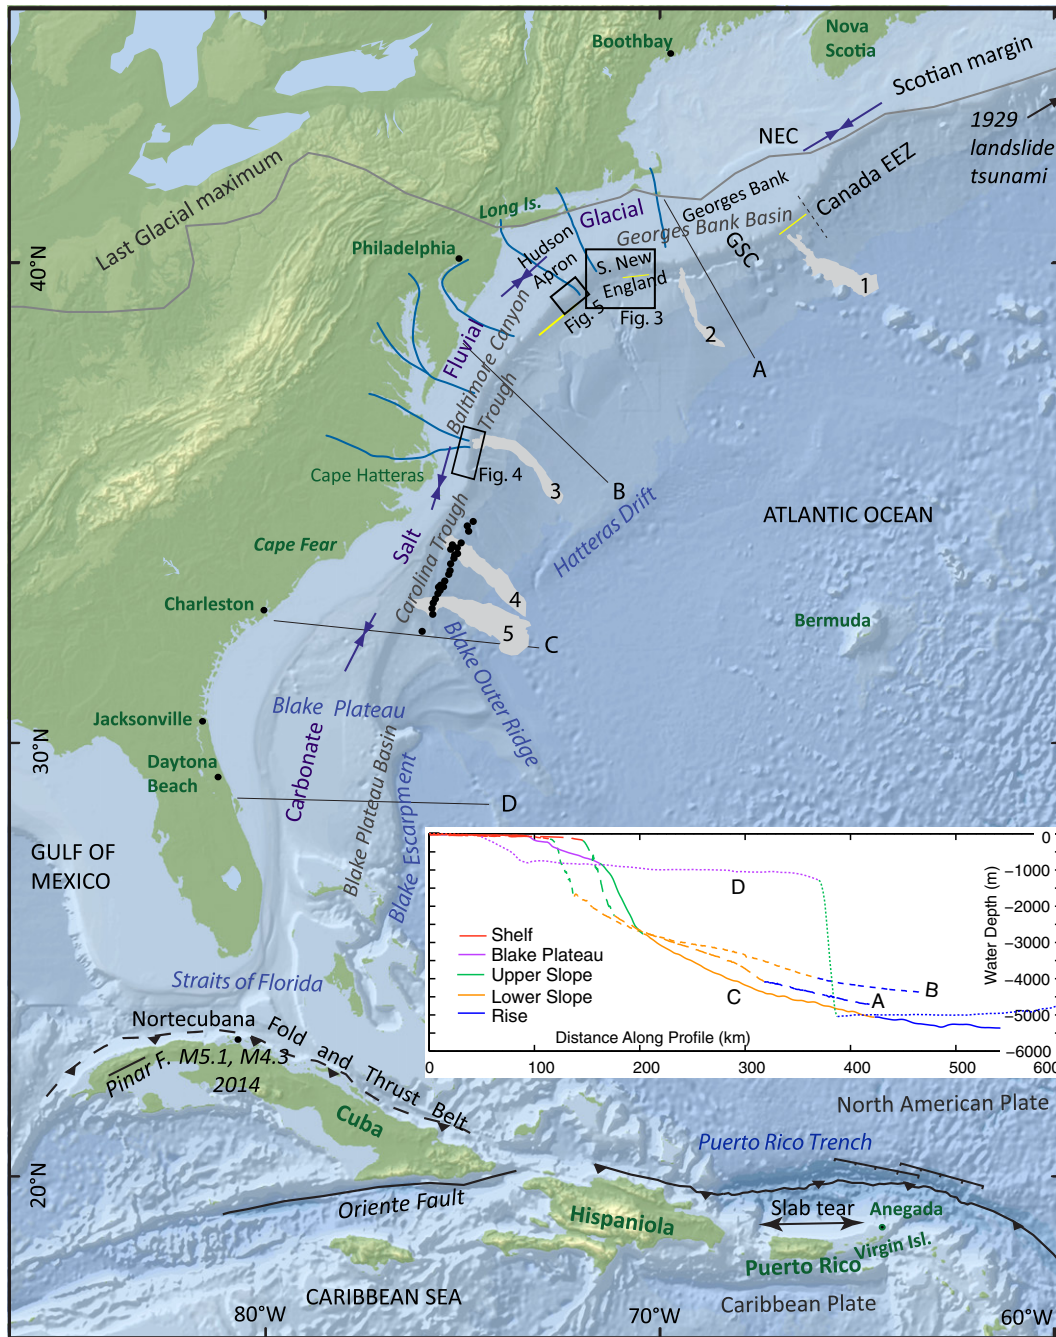 Boothbay
Nova
Scotia
Scotian margin
1929
landslide
tsunami
NEC
Canada EEZ
Last Glacial maximum
Long Is.
Glacial
Georges Bank
Georges Bank Basin
GSC
Philadelphia
Hudson
Apron
S. New
England
Fig. 5
Fig. 3
40°N
1
2
A
Fluvial
Baltimore Canyon
Trough
Cape Hatteras
Fig. 4
3
B
Hatteras Drift
ATLANTIC OCEAN
Salt
Carolina Trough
Cape Fear
Charleston
4
5
C
Bermuda
Blake Outer Ridge
Blake Plateau
Jacksonville
30°N
Daytona
Beach
Carbonate
Blake Plateau Basin
Blake Escarpment
D
GULF OF
MEXICO
Straits of Florida
0
−1000
−2000
−3000
−4000
−5000
−6000
Water Depth (m)
D
Shelf
Blake Plateau
Upper Slope
Lower Slope
Rise
C
A
B
Distance Along Profile (km)
0
100
200
300
400
500
600
Nortecubana
Fold and Thrust Belt
Pinar F.
M5.1, M4.3
2014
Cuba
North American Plate
Puerto Rico Trench
20°N
Oriente Fault
Hispaniola
Slab tear
Anegada
Virgin Isl.
Puerto Rico
CARIBBEAN SEA
Caribbean Plate
80°W
70°W
60°W